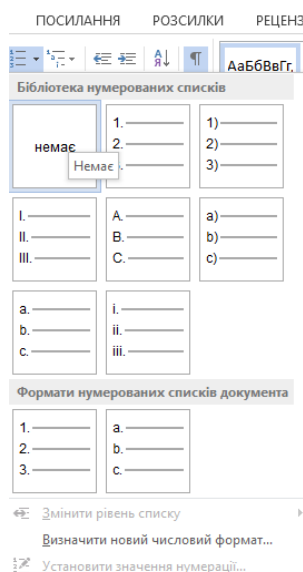 ПОСИЛАННЯ РОЗСИЛКИ РЕЦЕНЗ
АаБбВвГг,
Бібліотека нумерованих списків
немає
Немає
1.
2.
1)
2)
3)
I.
II.
III.
A.
B.
C.
a)
b)
c)
a.
b.
c.
i.
ii.
iii.
Формати нумерованих списків документа
1.
2.
3.
a.
b.
c.
Змінити рівень списку
Визначити новий числовий формат...
Установити значення нумерації...